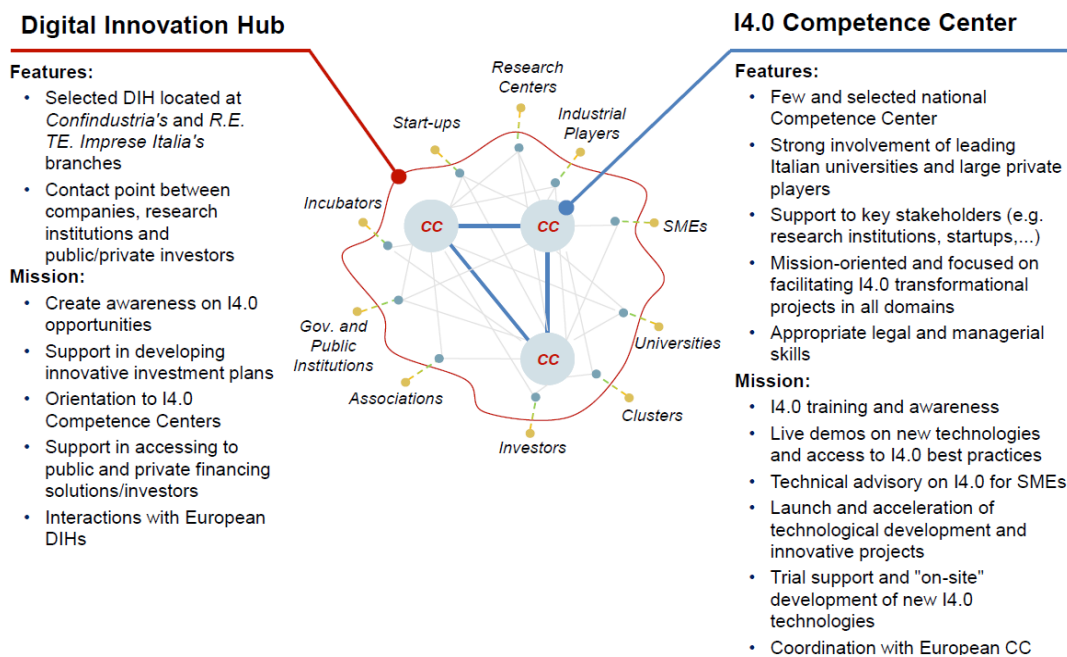 Digital Innovation Hub
Features:
• Selected DIH located at
Confindustria's and R.E.
TE. Imprese Italia's
branches
• Contact point between
companies, research
institutions and
public/private investors
Mission:
• Create awareness on I4.0
opportunities
• Support in developing
innovative investment plans
• Orientation to I4.0
Competence Centers
• Support in accessing to
public and private financing
solutions/investors
• Interactions with European
DIHs
Research
Centers
Industrial
Players
Start-ups
Incubators
SMEs
CC
CC
CC
Gov. and
Public
Institutions
Universities
Associations
Clusters
Investors
I4.0 Competence Center
Features:
• Few and selected national
Competence Center
• Strong involvement of leading
Italian universities and large private
players
• Support to key stakeholders (e.g.
research institutions, startups,...)
• Mission-oriented and focused on
facilitating I4.0 transformational
projects in all domains
• Appropriate legal and managerial
skills
Mission:
• I4.0 training and awareness
• Live demos on new technologies
and access to I4.0 best practices
• Technical advisory on I4.0 for SMEs
• Launch and acceleration of
technological development and
innovative projects
• Trial support and "on-site"
development of new I4.0
technologies
• Coordination with European CC